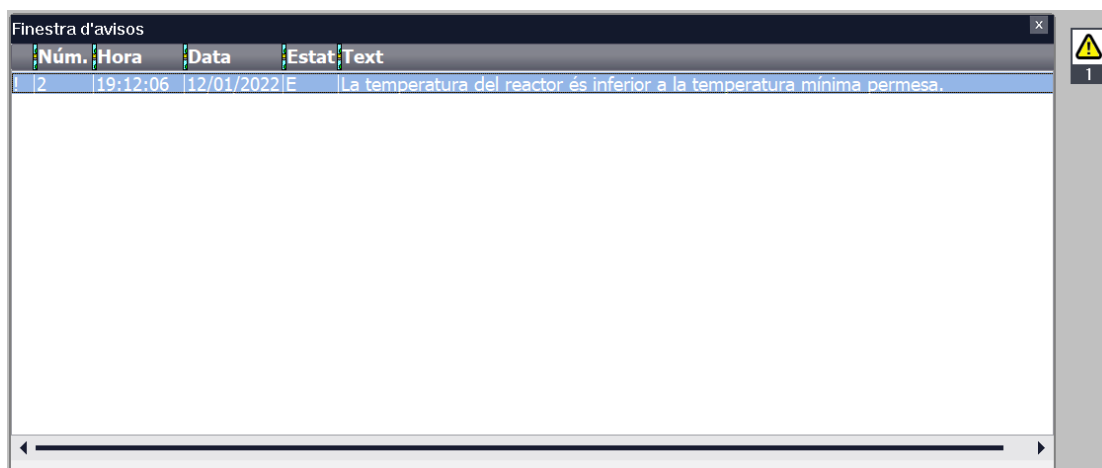 Finestra d'avisos
x
Núm. Hora Data Estat Text
! 2 19:12:06 12/01/2022 E La temperatura del reactor és inferior a la temperatura mínima permesa.
1